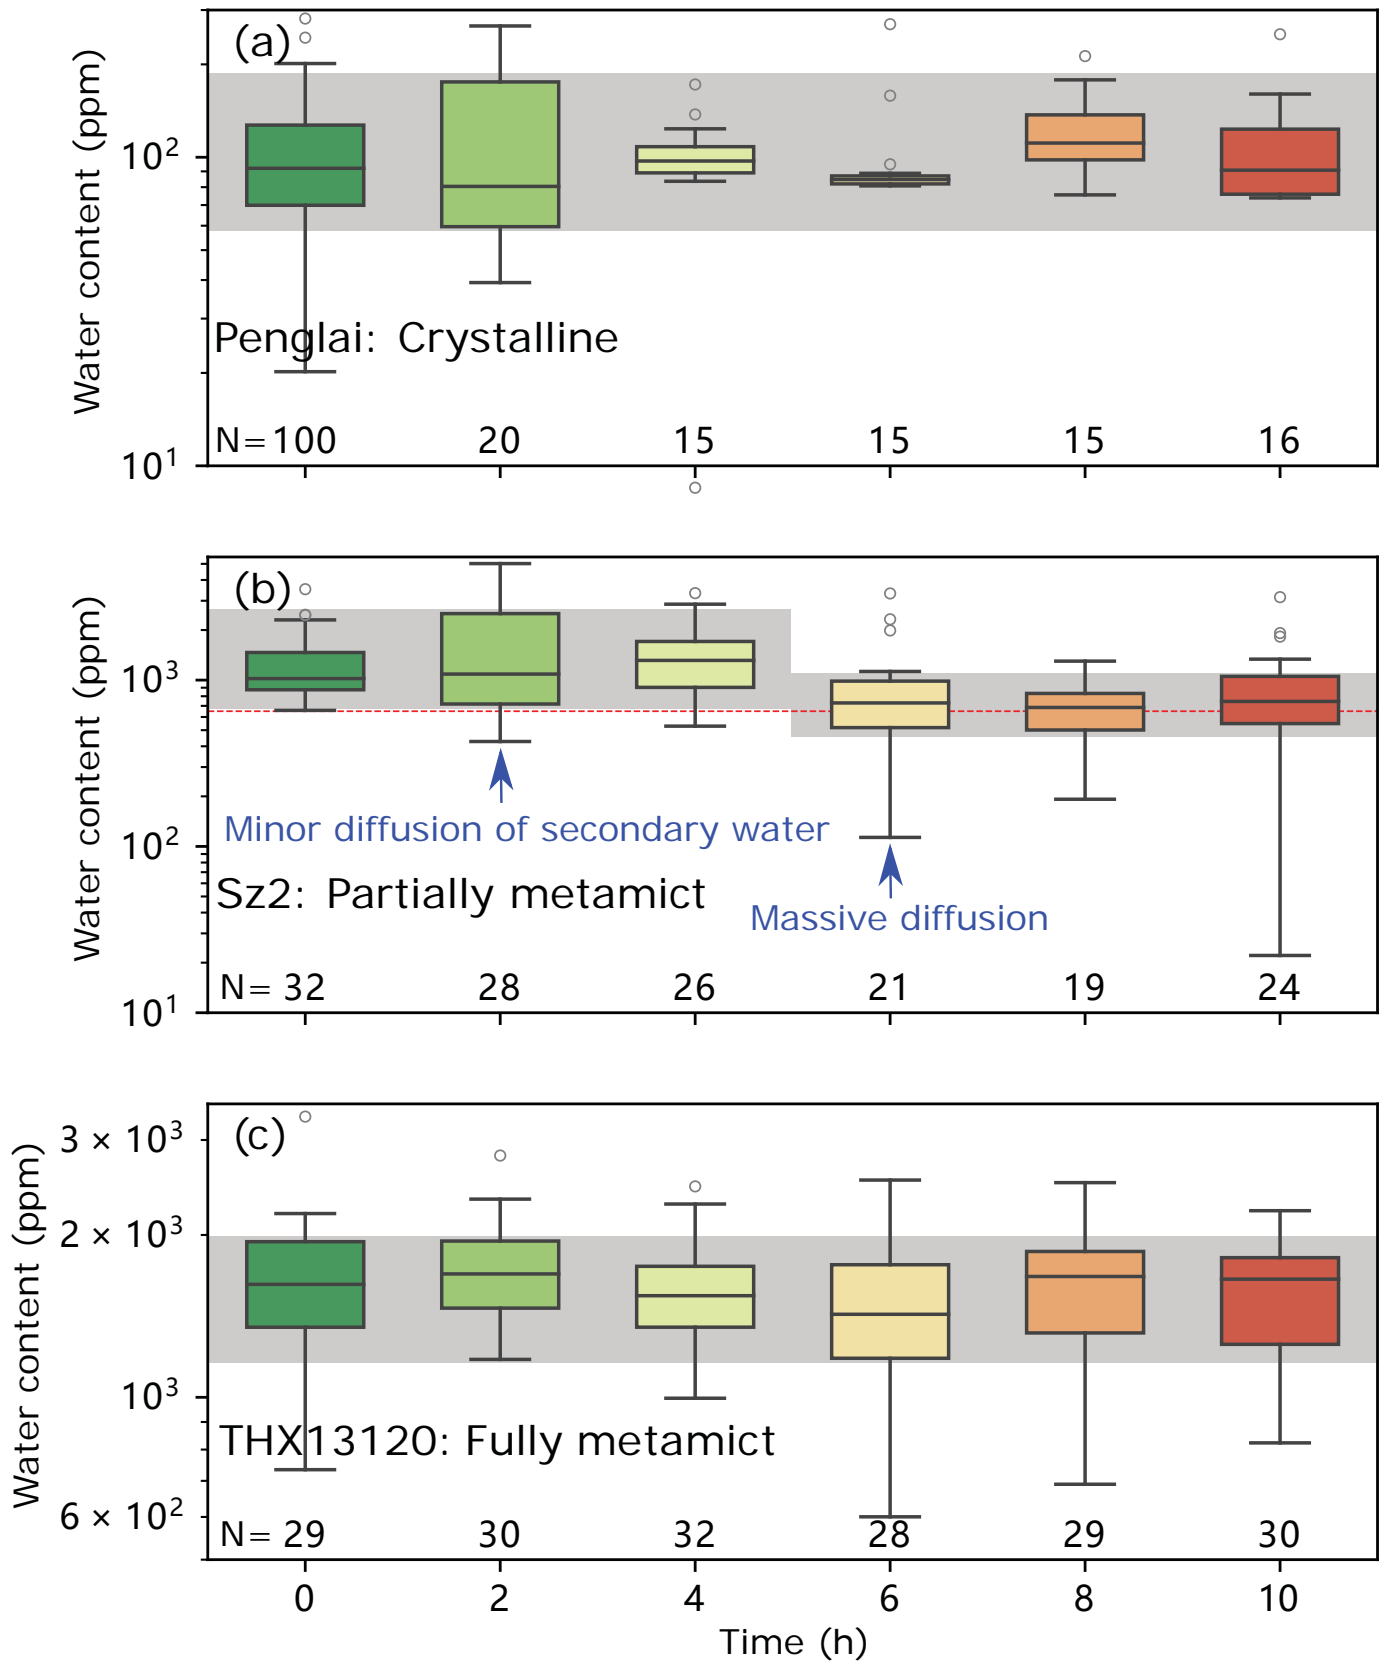 (a)
Water content (ppm)
10²
10¹
Penglai: Crystalline
N= 100 20 15 15 15 16
(b)
Water content (ppm)
10³
10²
10¹
Minor diffusion of secondary water
Sz2: Partially metamict
Massive diffusion
N= 32 28 26 21 19 24
(c)
Water content (ppm)
3 × 10³
2 × 10³
10³
6 × 10²
THX13120: Fully metamict
N= 29 30 32 28 29 30
0 2 4 6 8 10
Time (h)